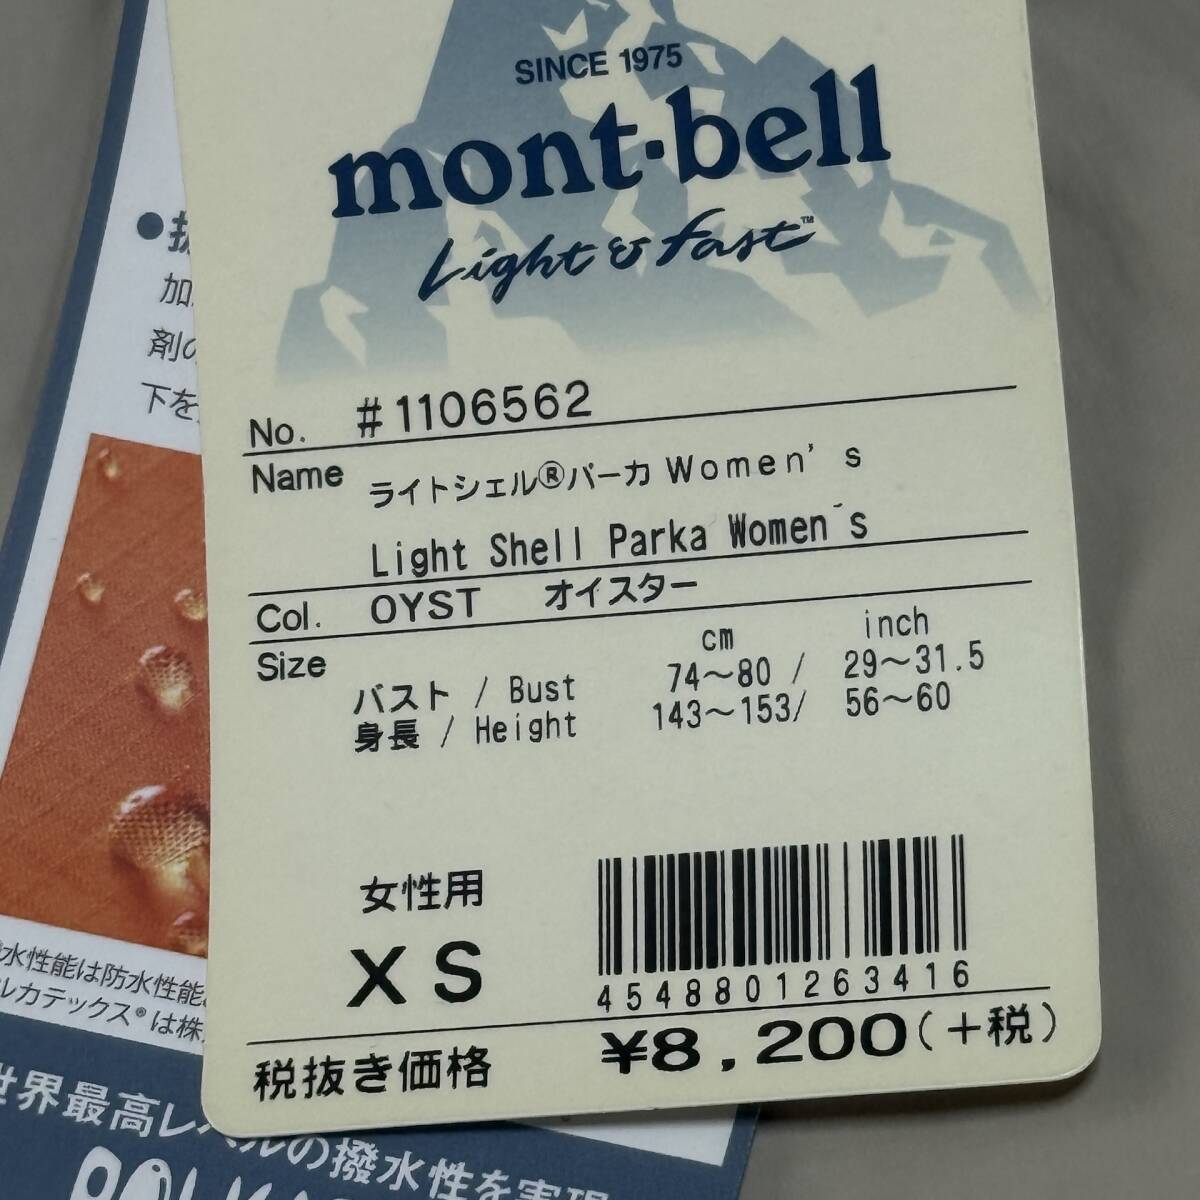 SINCE 1975
mont-bell
Light & fast™
No. #1106562
Name ライトシェル®パーカ Women's
Light Shell Parka Women's
Col. OYST オイスター
Size cm inch
バスト / Bust 74～80 / 29～31.5
身長 / Height 143～153/ 56～60
女性用
XS
4548801263416
税抜き価格 ¥8,200(+税)
加
剤の
下を
水性能は防水性能
ルカテックス®は株
世界最高レベルの撥水性を実現